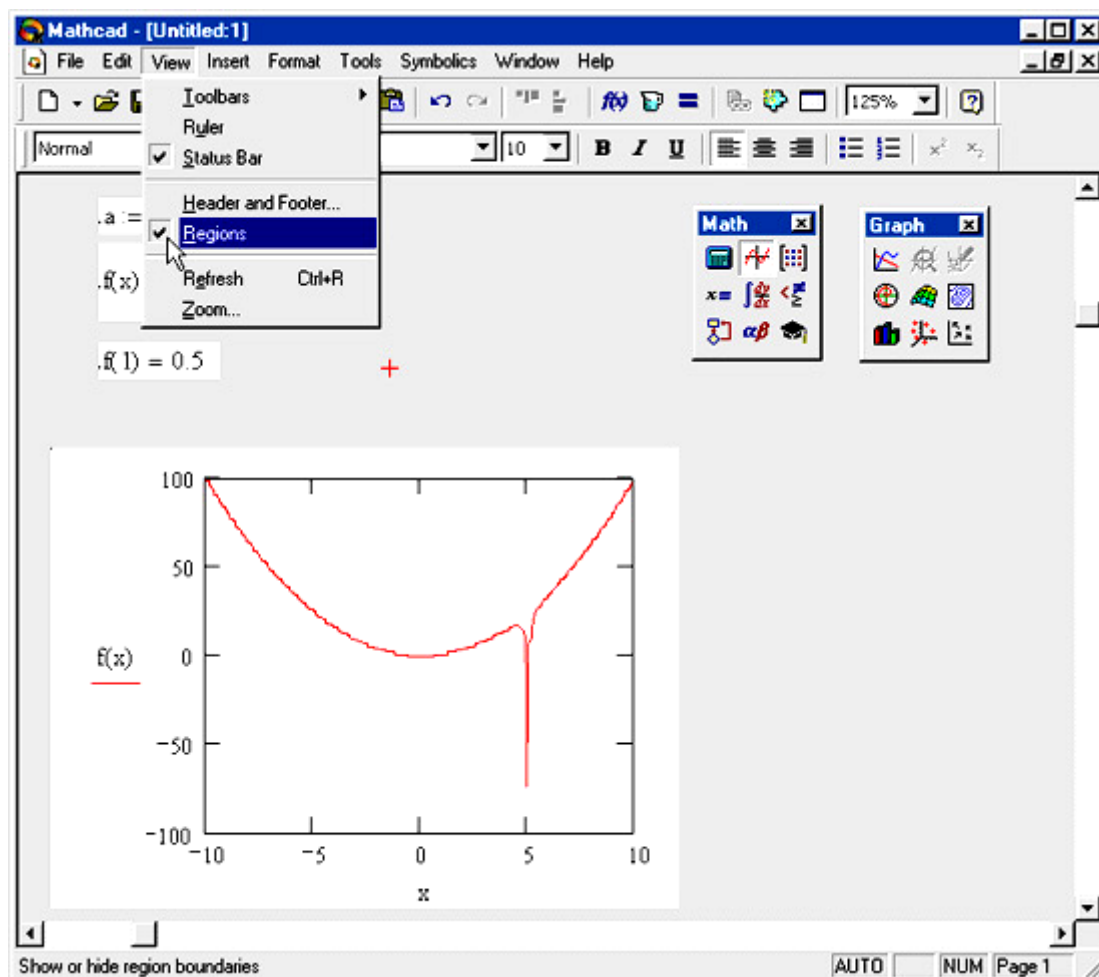 Mathcad - [Untitled:1]
File Edit View Insert Format Tools Symbolics Window Help
125%
Normal
10
B I U
Toolbars
Ruler
Status Bar
Header and Footer...
Regions
Refresh Ctrl+R
Zoom...
a :=
f(x)
f(1) = 0.5
Math
x=
αβ
Graph
100
50
0
−50
−100
f(x)
−10 −5 0 5 10
x
Show or hide region boundaries
AUTO NUM Page 1